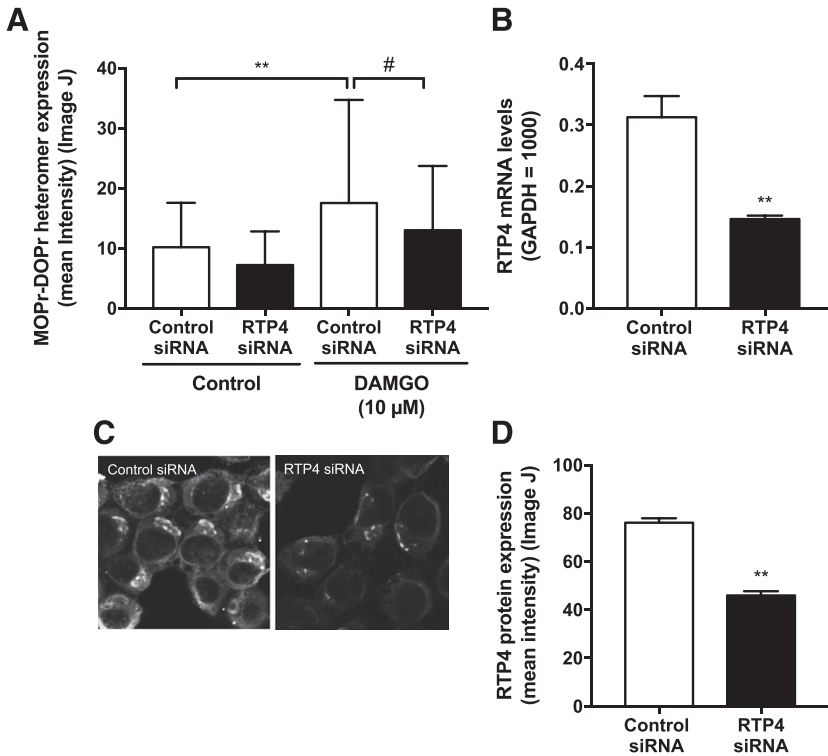 A
MOPr-DOPr heteromer expression
(mean Intensity) (Image J)
40
30
20
10
0
**
#
Control
siRNA
RTP4
siRNA
Control
siRNA
RTP4
siRNA
Control
DAMGO
(10 µM)
B
RTP4 mRNA levels
(GAPDH = 1000)
0.4
0.3
0.2
0.1
0.0
**
Control
siRNA
RTP4
siRNA
C
Control siRNA
RTP4 siRNA
D
RTP4 protein expression
(mean intensity) (Image J)
100
80
60
40
20
0
**
Control
siRNA
RTP4
siRNA